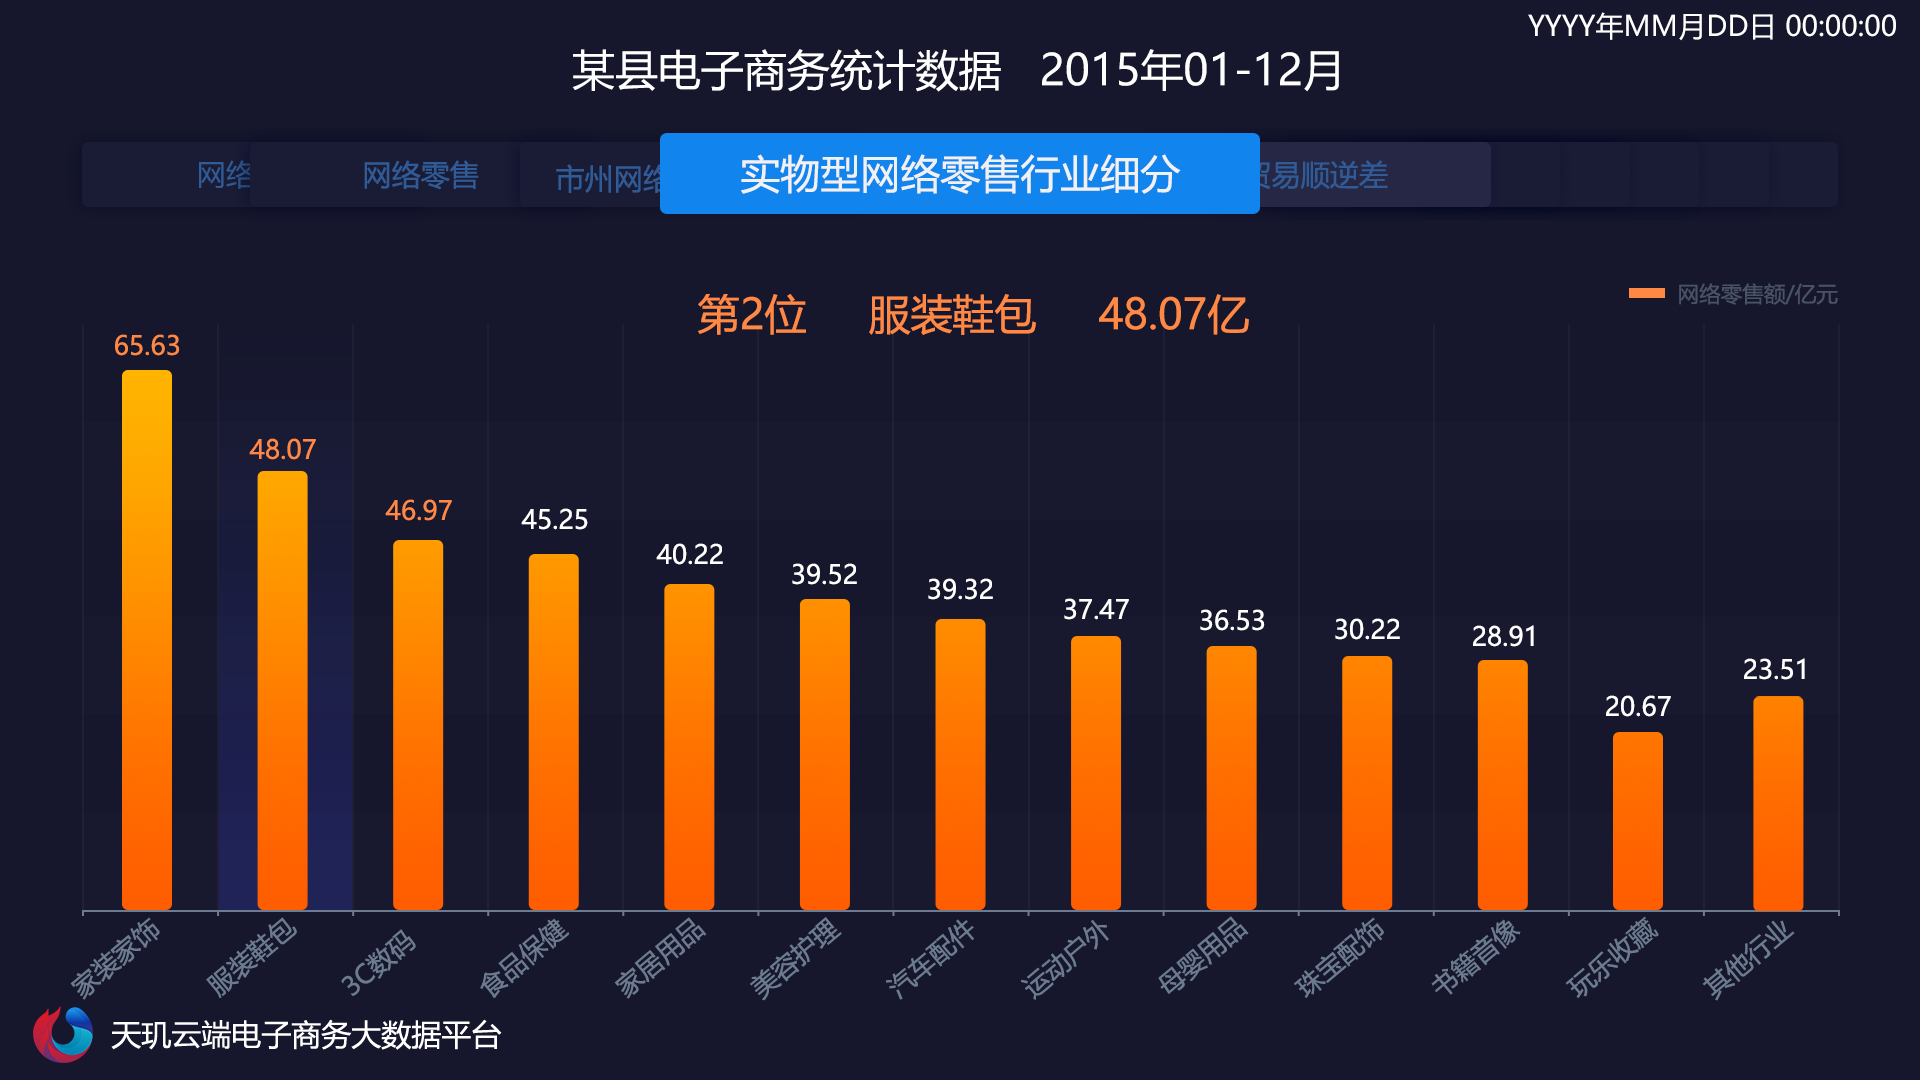 YYYY年MM月DD日 00:00:00
某县电子商务统计数据 2015年01-12月
网络
网络零售
市州网络
实物型网络零售行业细分
贸易顺逆差
第2位 服装鞋包 48.07亿
网络零售额/亿元
65.63
48.07
46.97
45.25
40.22
39.52
39.32
37.47
36.53
30.22
28.91
20.67
23.51
家装家饰
服装鞋包
3C数码
食品保健
家居用品
美容护理
汽车配件
运动户外
母婴用品
珠宝配饰
书籍音像
玩乐收藏
其他行业
天玑云端电子商务大数据平台